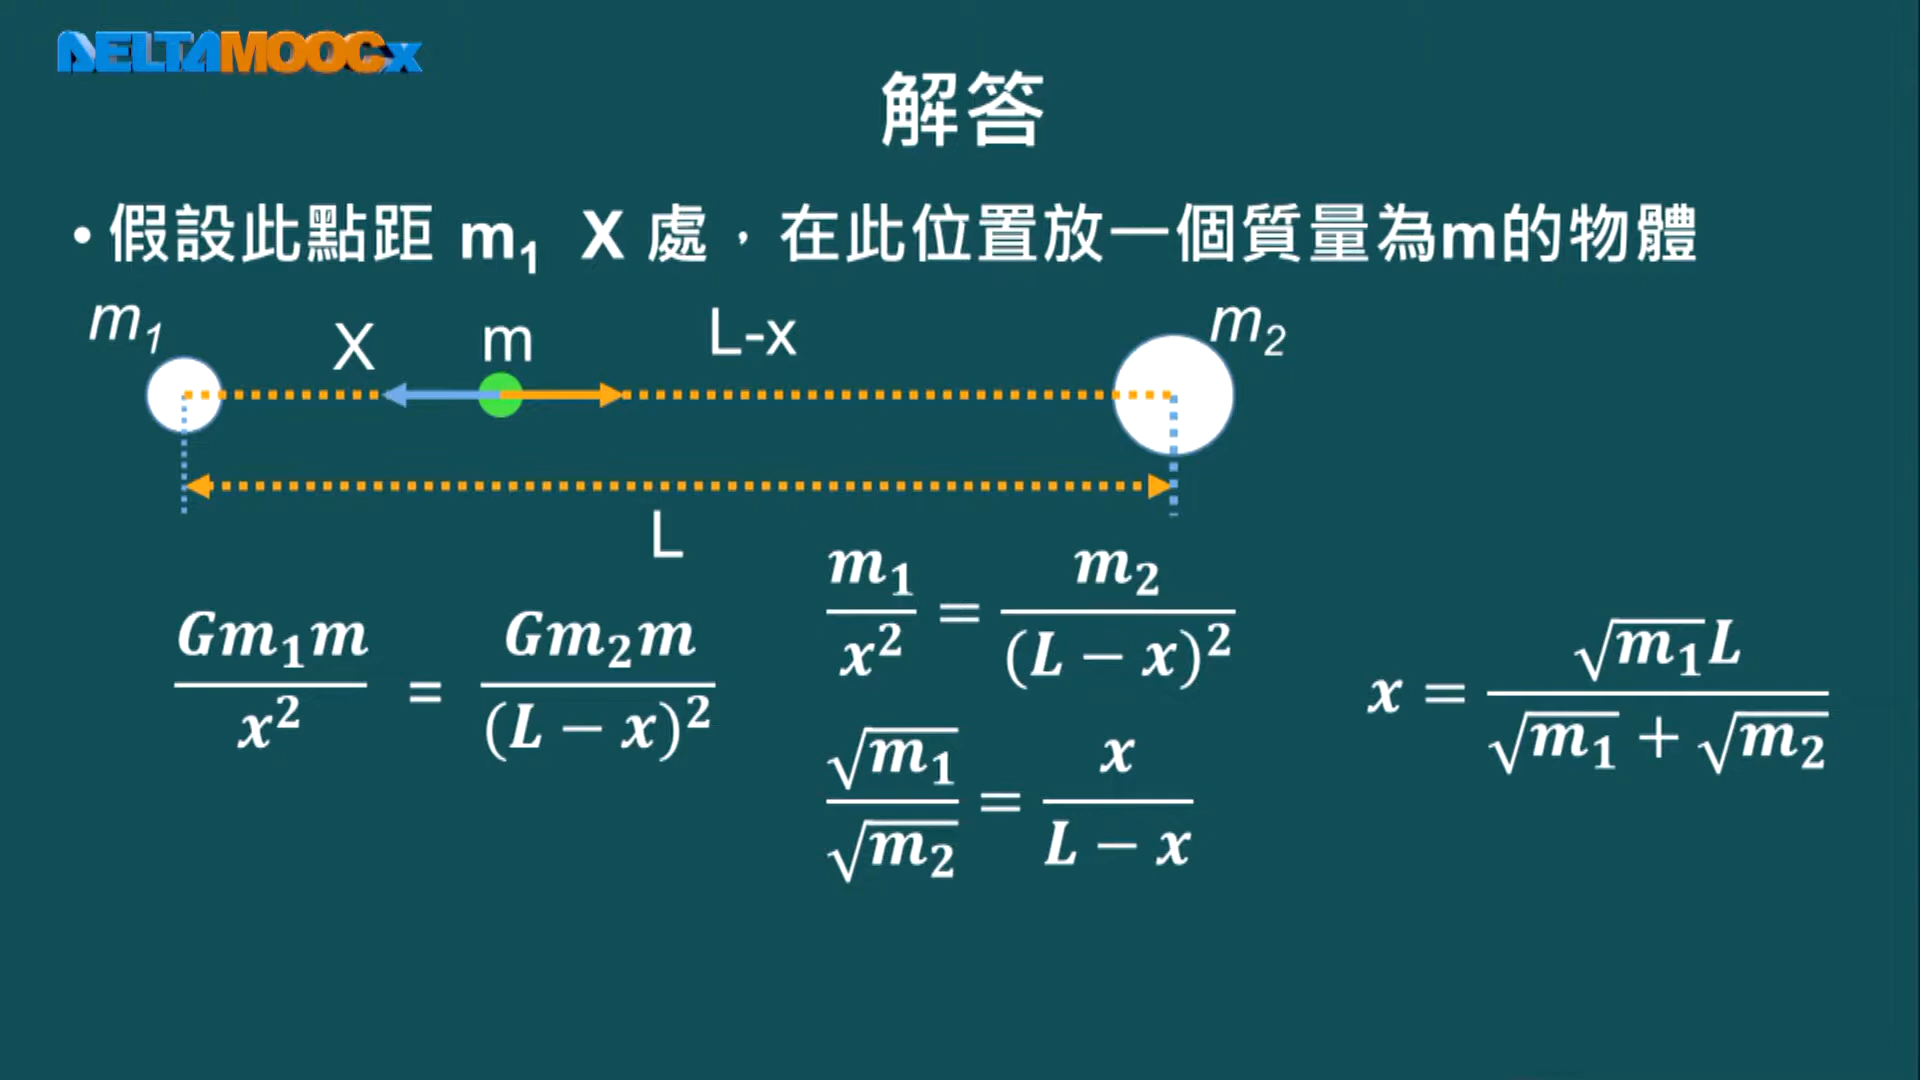 DELTAMOOCx
解答
• 假設此點距 m₁ X 處，在此位置放一個質量為m的物體
m₁ X m L-x m₂
L
Gm₁m / x² = Gm₂m / (L − x)²
m₁ / x² = m₂ / (L − x)²
√m₁ / √m₂ = x / L − x
x = √m₁L / √m₁ + √m₂